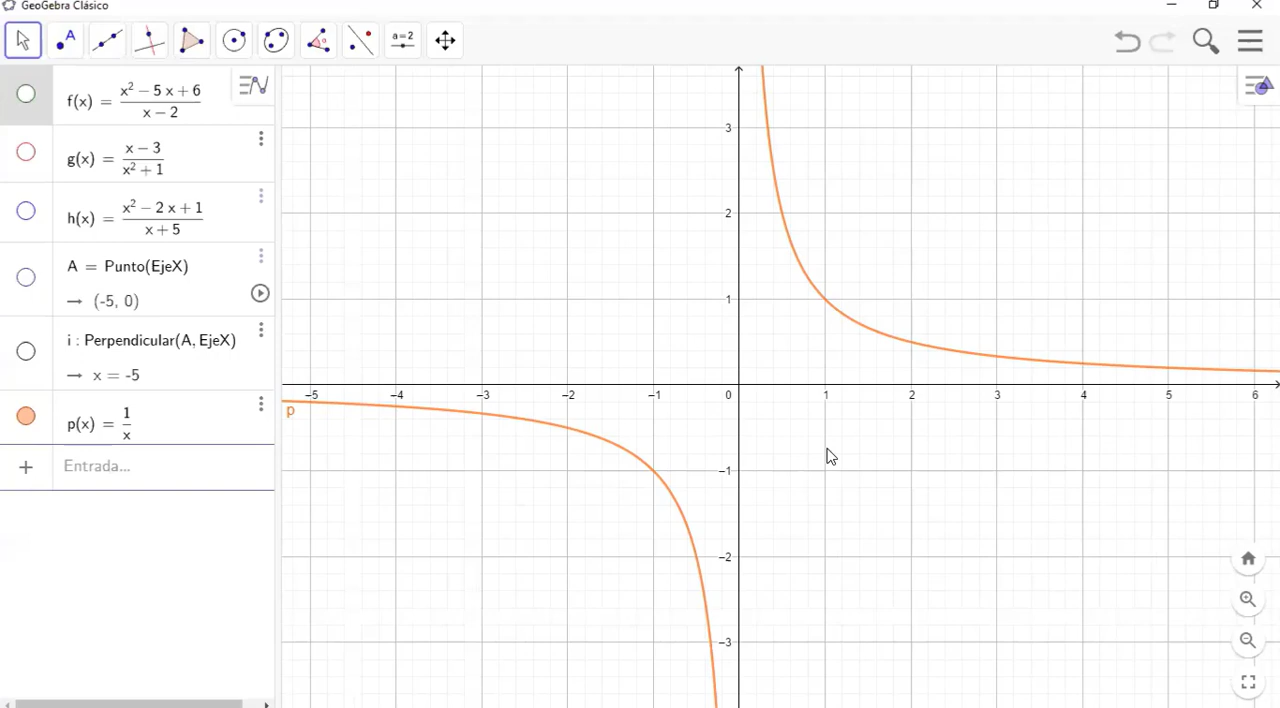 GeoGebra Clásico
a=2
f(x) = (x² − 5 x + 6) / (x − 2)
g(x) = (x − 3) / (x² + 1)
h(x) = (x² − 2 x + 1) / (x + 5)
A = Punto(EjeX)
→ (-5, 0)
i : Perpendicular(A, EjeX)
→ x = -5
p(x) = 1 / x
+ Entrada...
3
2
1
−5 −4 −3 −2 −1 0 1 2 3 4 5 6
p
−1
−2
−3
A